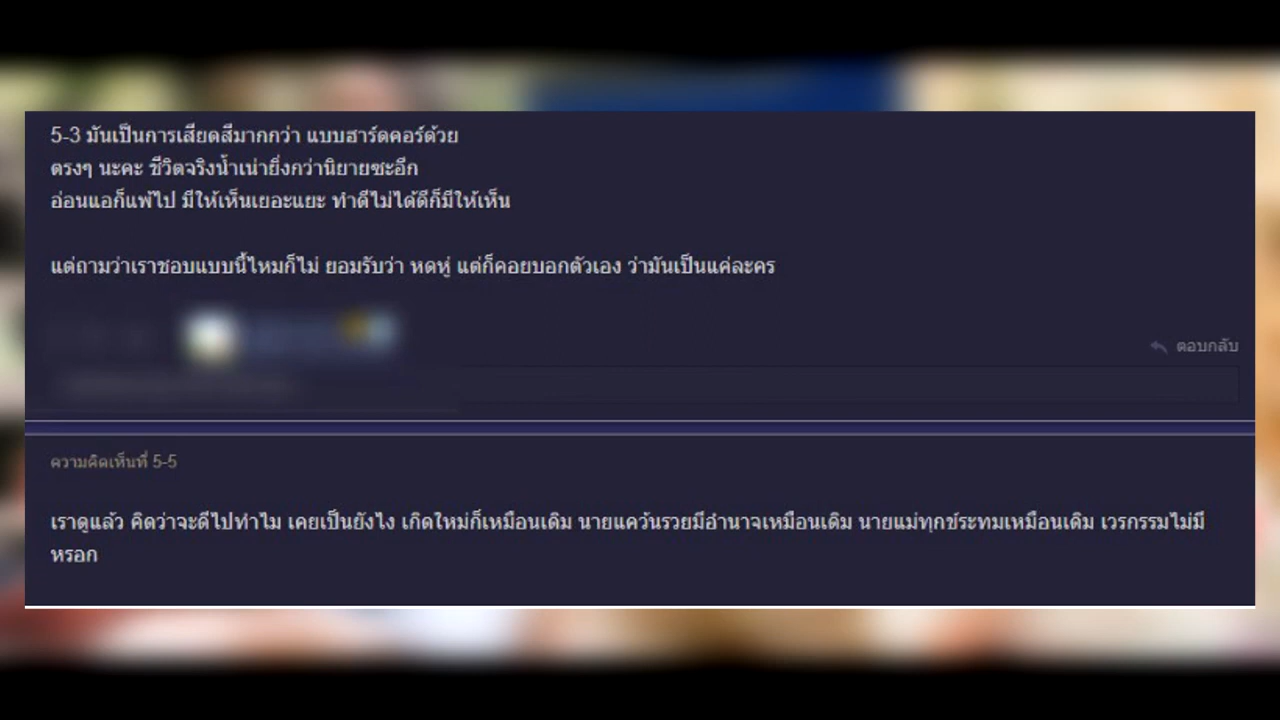 5-3 มันเป็นการเสียดสีมากกว่า แบบฮาร์ดคอร์ด้วย
ตรงๆ นะคะ ชีวิตจริงน้ำเน่ายิ่งกว่านิยายซะอีก
อ่อนแอก็แพ้ไป มีให้เห็นเยอะแยะ ทำดีไม่ได้ดีก็มีให้เห็น
แต่ถามว่าเราชอบแบบนี้ไหมก็ไม่ ยอมรับว่า หดหู่ แต่ก็คอยบอกตัวเอง ว่ามันเป็นแค่ละคร
ตอบกลับ
ความคิดเห็นที่ 5-5
เราดูแล้ว คิดว่าจะดีไปทำไม เคยเป็นยังไง เกิดใหม่ก็เหมือนเดิม นายแคว้นรวยมีอำนาจเหมือนเดิม นายแม่ทุกข์ระทมเหมือนเดิม เวรกรรมไม่มี
หรอก